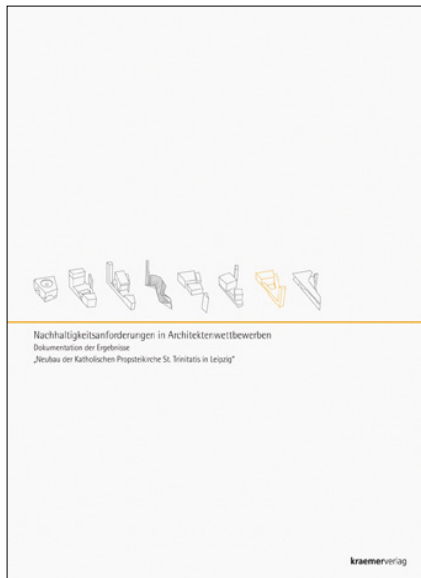 Nachhaltigkeitsanforderungen in Architektenwettbewerben
Dokumentation der Ergebnisse
„Neubau der Katholischen Propsteikirche St. Trinitatis in Leipzig“
kraemerverlag